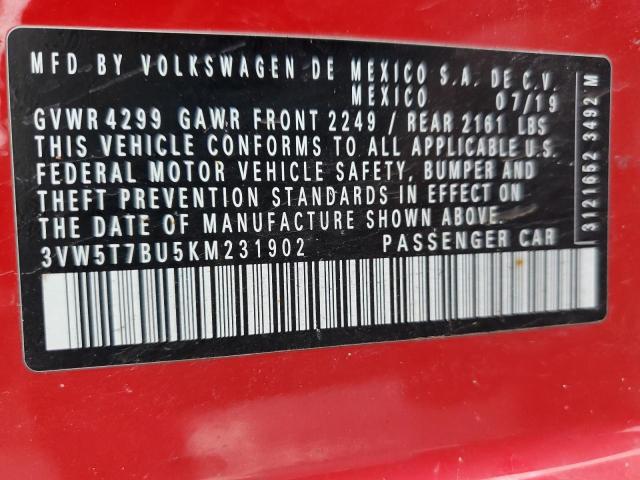 MFD BY VOLKSWAGEN DE MEXICO S.A. DE C.V.
MEXICO 07/19
GVWR 4299 GAWR FRONT 2249 / REAR 2161 LBS
THIS VEHICLE CONFORMS TO ALL APPLICABLE U.S.
FEDERAL MOTOR VEHICLE SAFETY, BUMPER AND
THEFT PREVENTION STANDARDS IN EFFECT ON
THE DATE OF MANUFACTURE SHOWN ABOVE.
3VW5T7BU5KM231902 PASSENGER CAR
3121652 3492 M